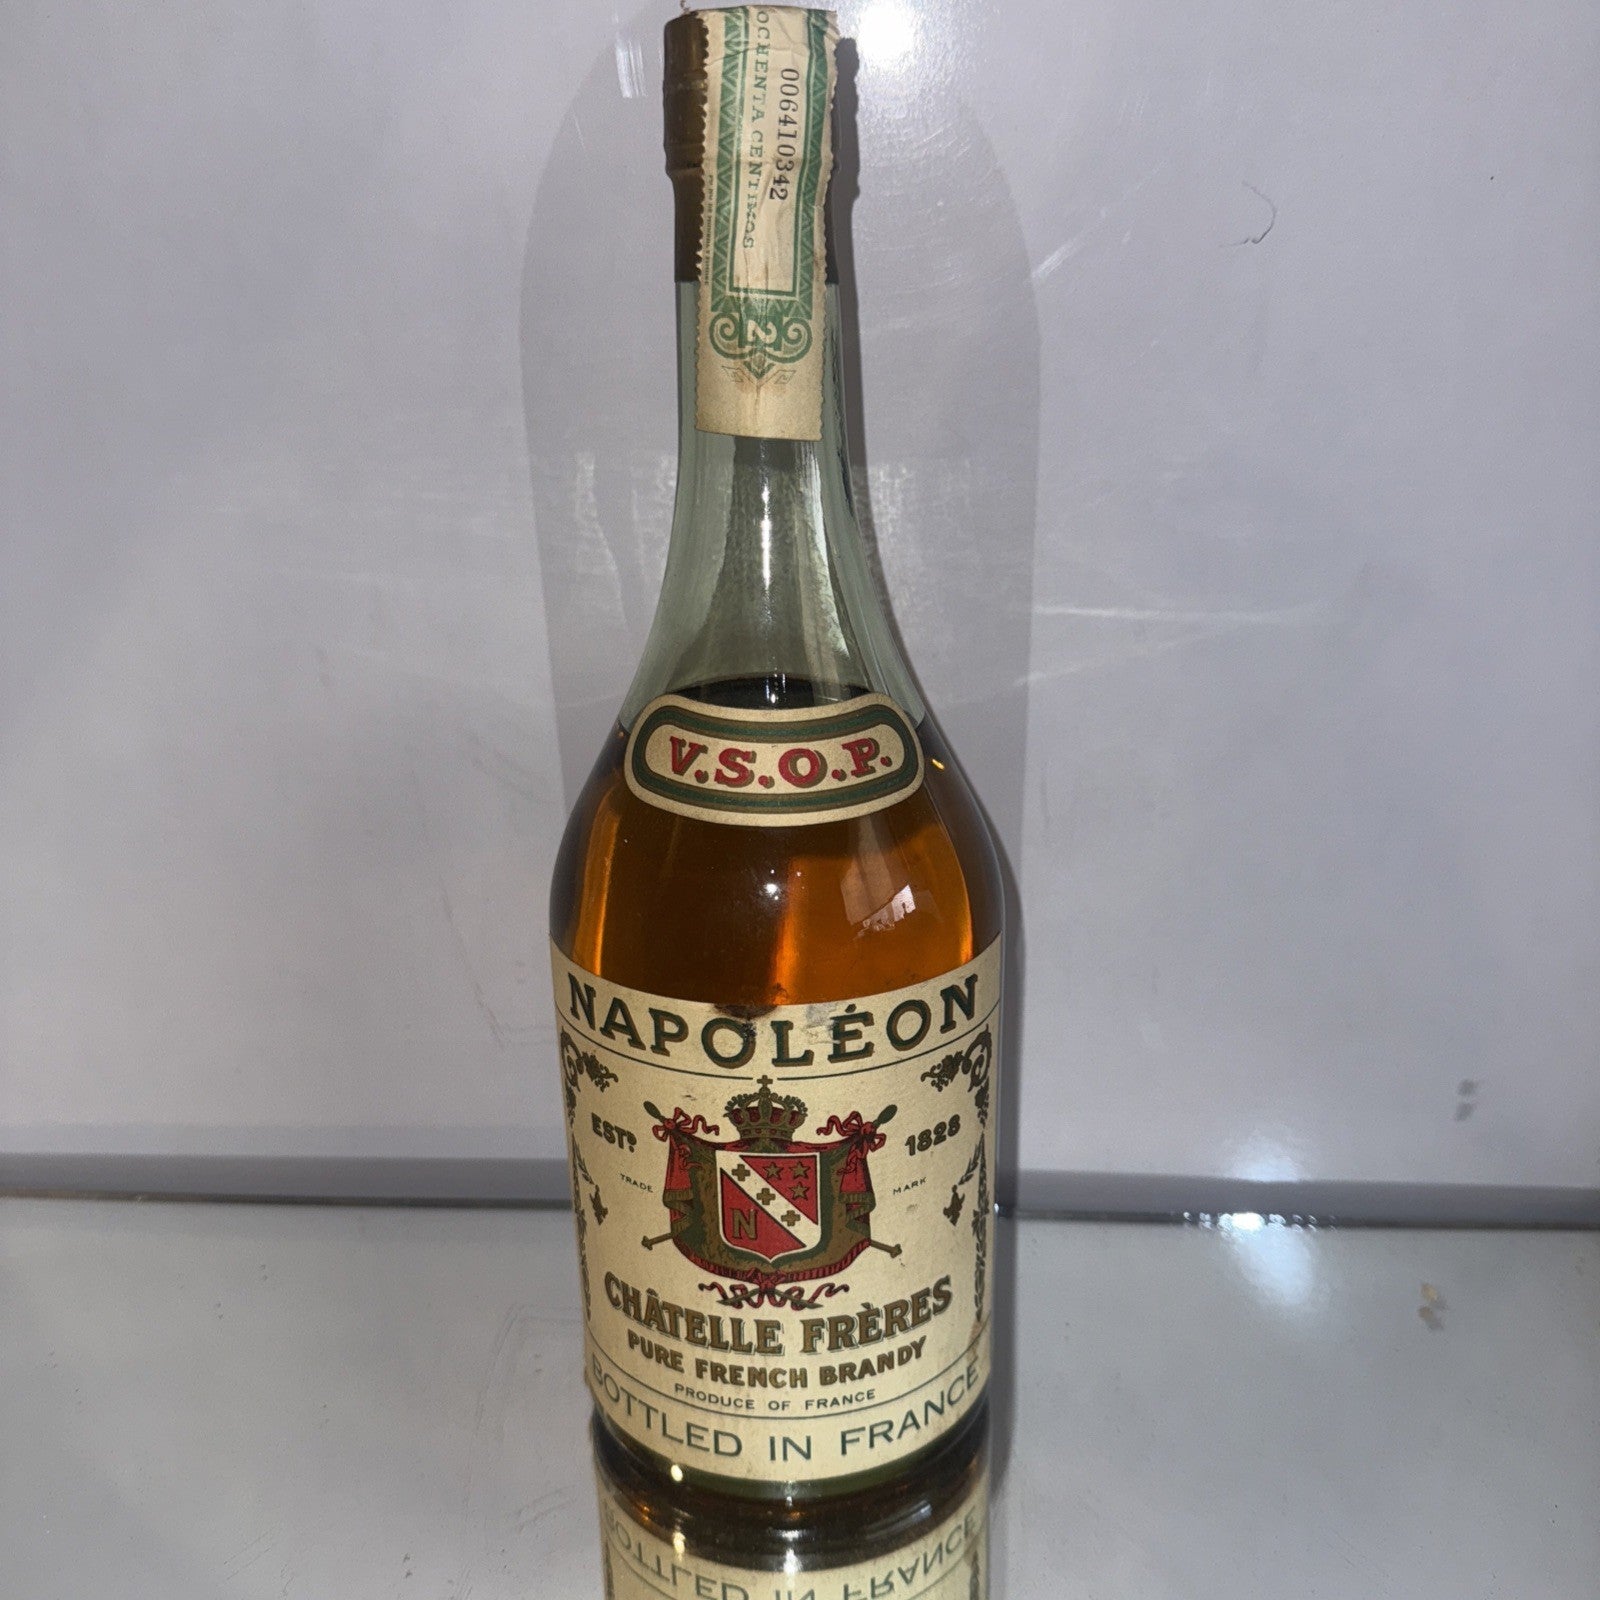 OCHENTA CENTIMOS
006410342
2
V.S.O.P.
NAPOLÉON
ESTD. 1828
TRADE MARK
N
CHÂTELLE FRÈRES
PURE FRENCH BRANDY
PRODUCE OF FRANCE
BOTTLED IN FRANCE